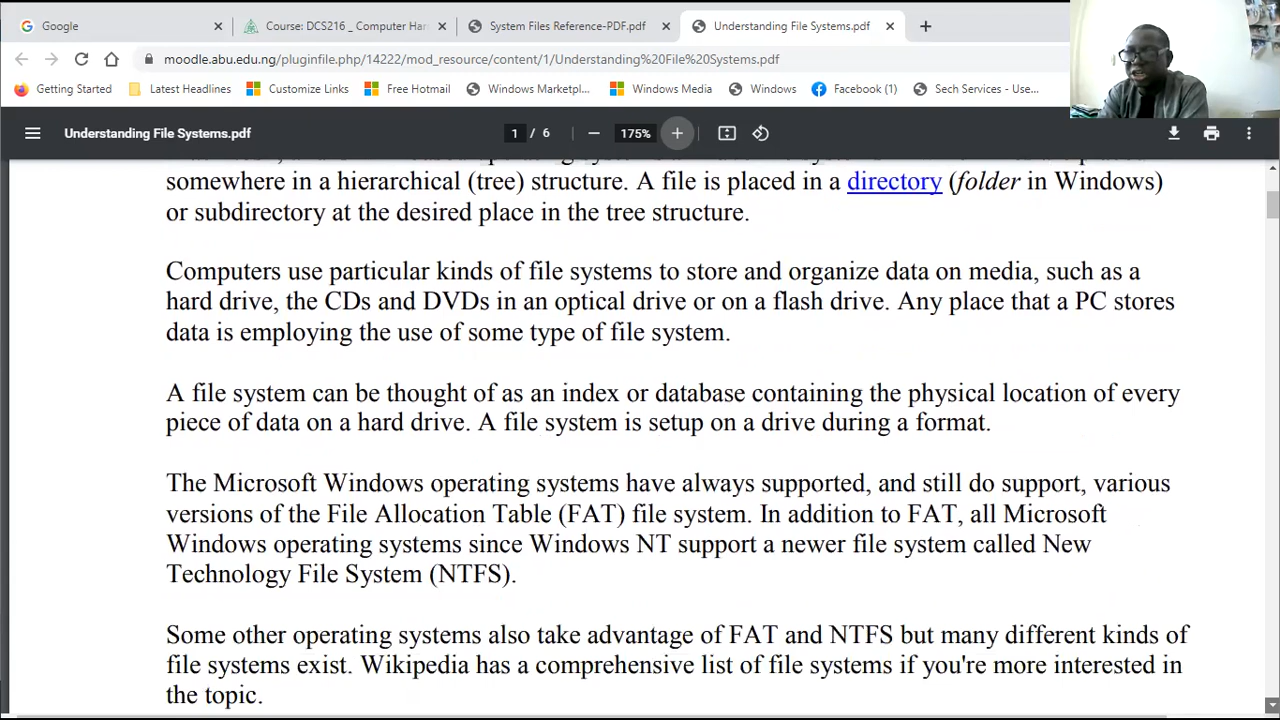 Google
Course: DCS216 _ Computer Har
System Files Reference-PDF.pdf
Understanding File Systems.pdf
moodle.abu.edu.ng/pluginfile.php/14222/mod_resource/content/1/Understanding%20File%20Systems.pdf
Getting Started
Latest Headlines
Customize Links
Free Hotmail
Windows Marketpl...
Windows Media
Windows
Facebook (1)
Sech Services - Use...
Understanding File Systems.pdf
1 / 6
175%
somewhere in a hierarchical (tree) structure. A file is placed in a directory (folder in Windows)
or subdirectory at the desired place in the tree structure.
Computers use particular kinds of file systems to store and organize data on media, such as a
hard drive, the CDs and DVDs in an optical drive or on a flash drive. Any place that a PC stores
data is employing the use of some type of file system.
A file system can be thought of as an index or database containing the physical location of every
piece of data on a hard drive. A file system is setup on a drive during a format.
The Microsoft Windows operating systems have always supported, and still do support, various
versions of the File Allocation Table (FAT) file system. In addition to FAT, all Microsoft
Windows operating systems since Windows NT support a newer file system called New
Technology File System (NTFS).
Some other operating systems also take advantage of FAT and NTFS but many different kinds of
file systems exist. Wikipedia has a comprehensive list of file systems if you're more interested in
the topic.